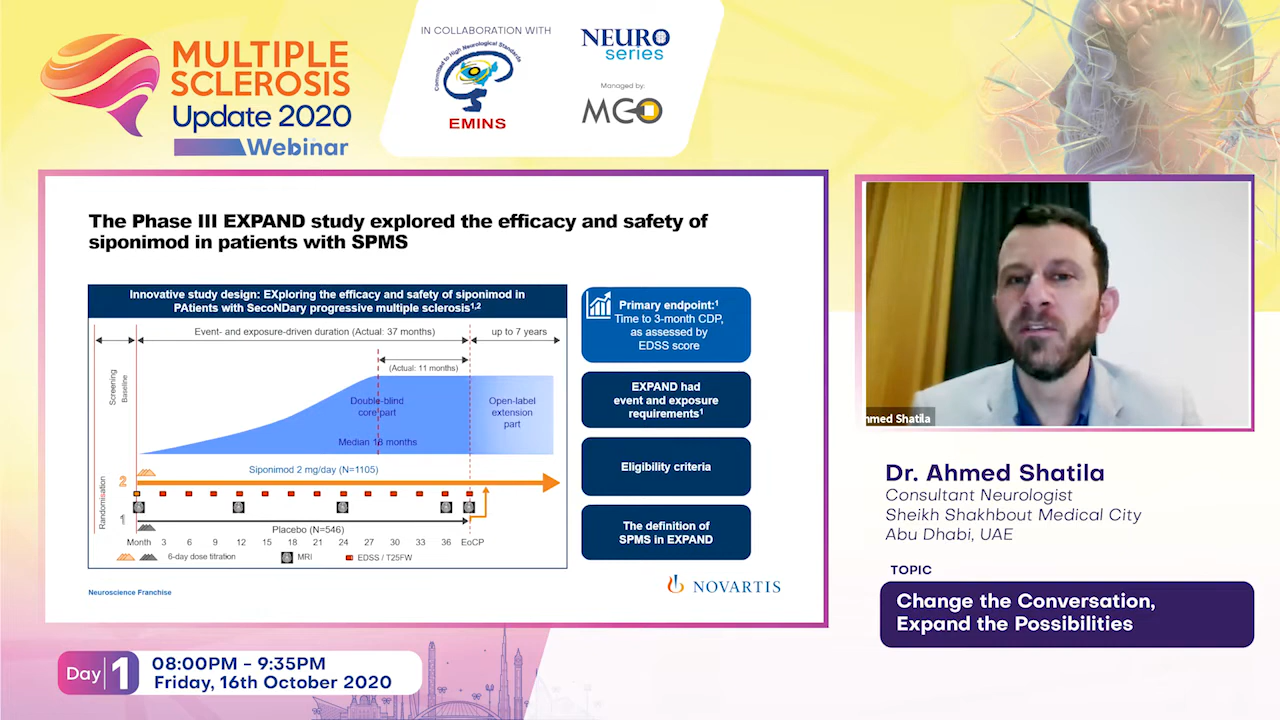 MULTIPLE
SCLEROSIS
Update 2020
Webinar
IN COLLABORATION WITH
Committed to High Neurological Standards
EMINS
NEURO
series
Managed by:
MCO
The Phase III EXPAND study explored the efficacy and safety of
siponimod in patients with SPMS
Innovative study design: EXploring the efficacy and safety of siponimod in
PAtients with SecoNDary progressive multiple sclerosis1,2
Event- and exposure-driven duration (Actual: 37 months)
up to 7 years
(Actual: 11 months)
Screening
Baseline
Double-blind
core part
Open-label
extension
part
Median 18 months
Randomisation
2
Siponimod 2 mg/day (N=1105)
1
Placebo (N=546)
Month 3 6 9 12 15 18 21 24 27 30 33 36 EoCP
6-day dose titration
MRI
EDSS / T25FW
Primary endpoint:1
Time to 3-month CDP,
as assessed by
EDSS score
EXPAND had
event and exposure
requirements1
Eligibility criteria
The definition of
SPMS in EXPAND
Neuroscience Franchise
NOVARTIS
hmed Shatila
Dr. Ahmed Shatila
Consultant Neurologist
Sheikh Shakhbout Medical City
Abu Dhabi, UAE
TOPIC
Change the Conversation,
Expand the Possibilities
Day 1
08:00PM - 9:35PM
Friday, 16th October 2020